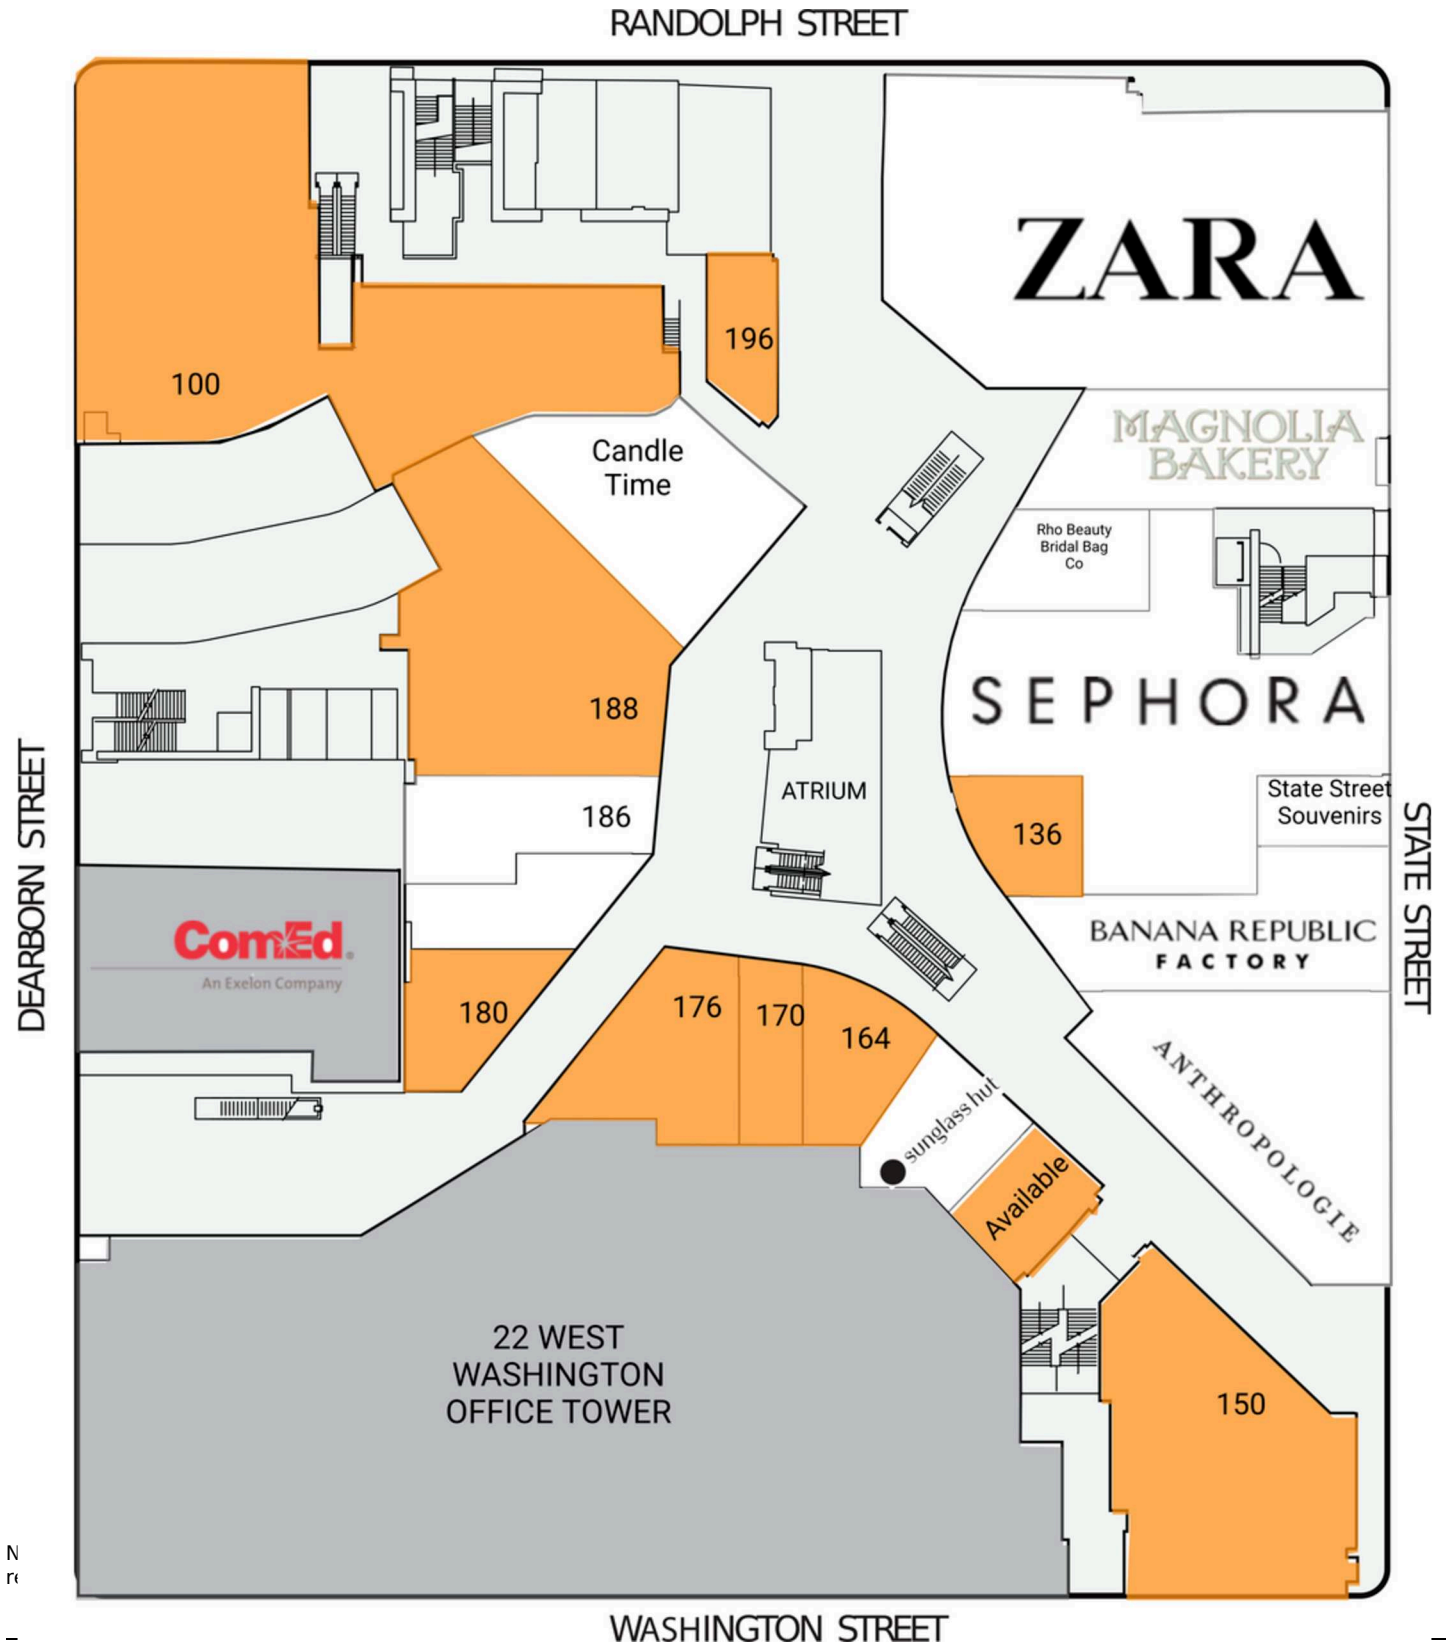 RANDOLPH STREET
ZARA
196
100
MAGNOLIA
BAKERY
Candle
Time
Rho Beauty
Bridal Bag
Co
SEPHORA
188
DEARBORN STREET
ATRIUM
State Street
Souvenirs
186
136
STATE STREET
ComEd®
An Exelon Company
BANANA REPUBLIC
FACTORY
180
176
170
164
sunglass hut
ANTHROPOLOGIE
Available
22 WEST
WASHINGTON
OFFICE TOWER
150
WASHINGTON STREET